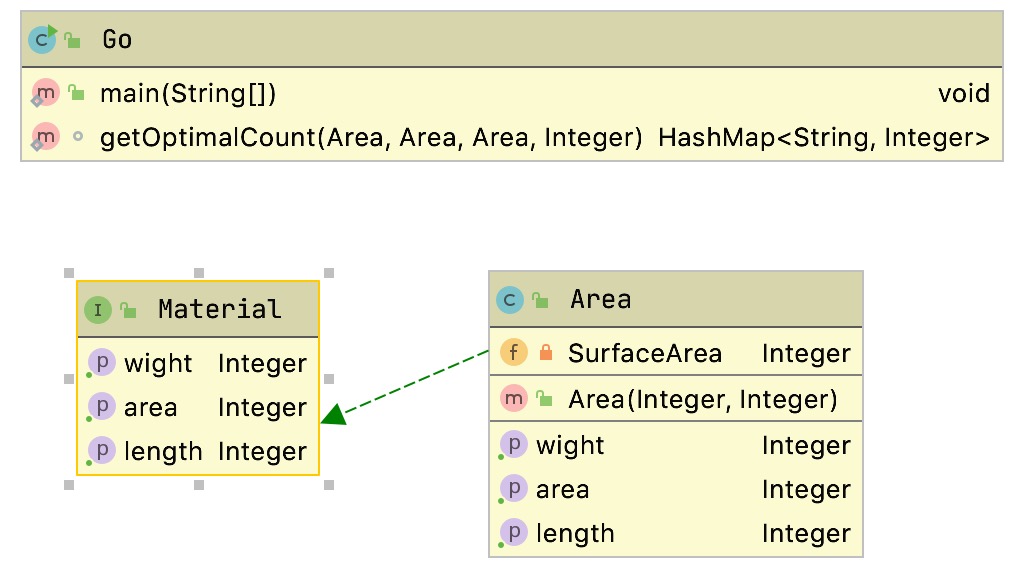 C Go
m main(String[]) void
m getOptimalCount(Area, Area, Area, Integer) HashMap<String, Integer>
I Material
p wight Integer
p area Integer
p length Integer
C Area
f SurfaceArea Integer
m Area(Integer, Integer)
p wight Integer
p area Integer
p length Integer